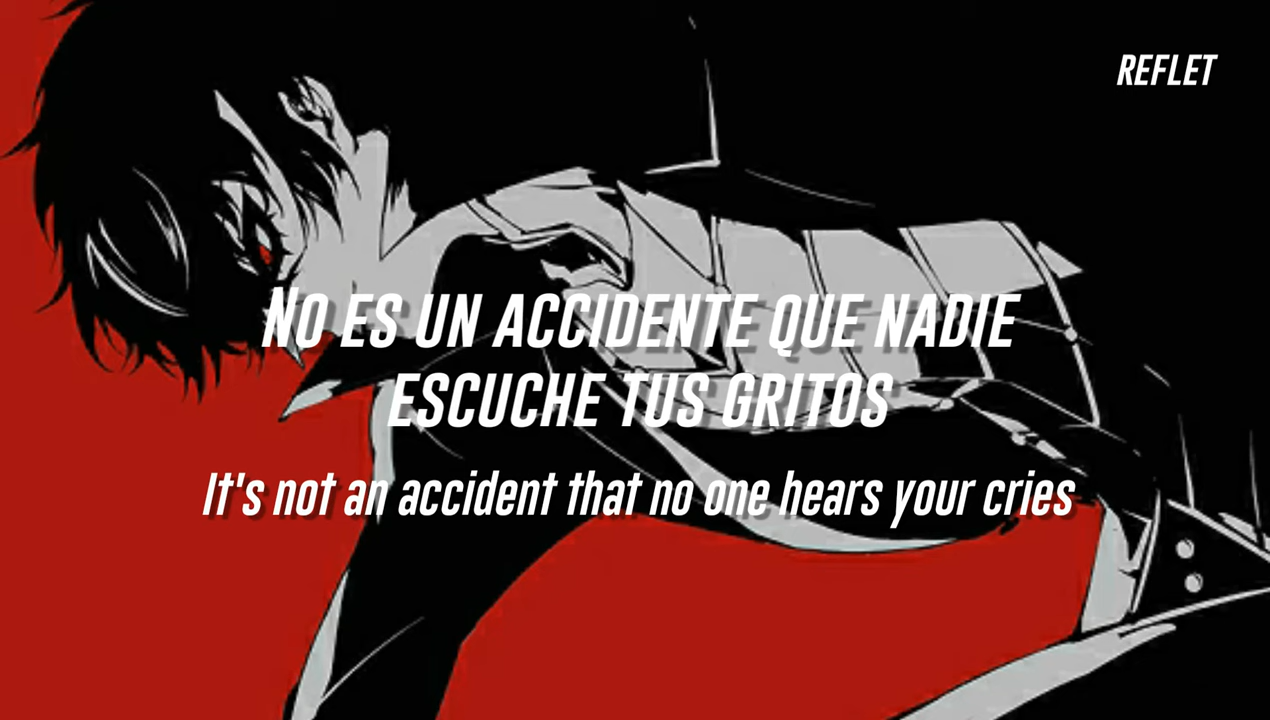 REFLET
NO ES UN ACCIDENTE QUE NADIE
ESCUCHE TUS GRITOS
It's not an accident that no one hears your cries